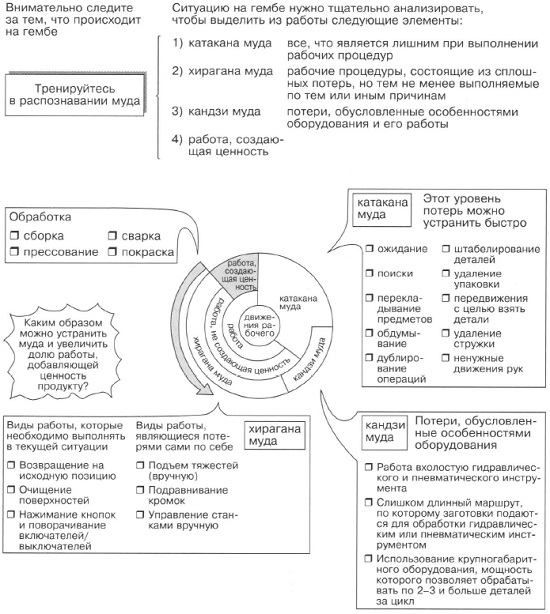 Внимательно следите
за тем, что происходит
на гембе
Тренируйтесь
в распознавании муда
Ситуацию на гембе нужно тщательно анализировать,
чтобы выделить из работы следующие элементы:
1) катакана муда все, что является лишним при выполнении
рабочих процедур
2) хирагана муда рабочие процедуры, состоящие из сплош-
ных потерь, но тем не менее выполняемые
по тем или иным причинам
3) кандзи муда потери, обусловленные особенностями
оборудования и его работы
4) работа, создаю-
щая ценность
Обработка
сборка
сварка
прессование
покраска
катакана
муда
Этот уровень
потерь можно
устранить быстро
ожидание
поиски
перекла-
дывание
предметов
обдумы-
вание
дублиро-
вание
операций
штабелирование
деталей
удаление
упаковки
передвижения
с целью взять
детали
удаление
стружки
ненужные
движения рук
работа,
создаю-
щая цен-
ность
катакана
муда
движения ра-
бочего
работа
работа, не создающая ценность
хирагана муда
кандзи муда
Каким образом
можно устранить
муда и увеличить
долю работы,
добавляющей
ценность
продукту?
Виды работы, которые
необходимо выполнять
в текущей ситуации
Возвращение на
исходную позицию
Очищение
поверхностей
Нажимание кнопок
и поворачивание
включателей/
выключателей
Виды работы,
являющиеся поте-
рями сами по себе
Подъем тяжестей
(вручную)
Подравнивание
кромок
Управление стан-
ками вручную
хирагана
муда
кандзи
муда
Потери, обусловлен-
ные особенностями
оборудования
Работа вхолостую гидравличес-
кого и пневматического инстру-
мента
Слишком длинный маршрут,
по которому заготовки подают-
ся для обработки гидравличес-
ким или пневматическим инст-
рументом
Использование крупногабарит-
ного оборудования, мощность
которого позволяет обрабаты-
вать по 2–3 и больше деталей
за цикл